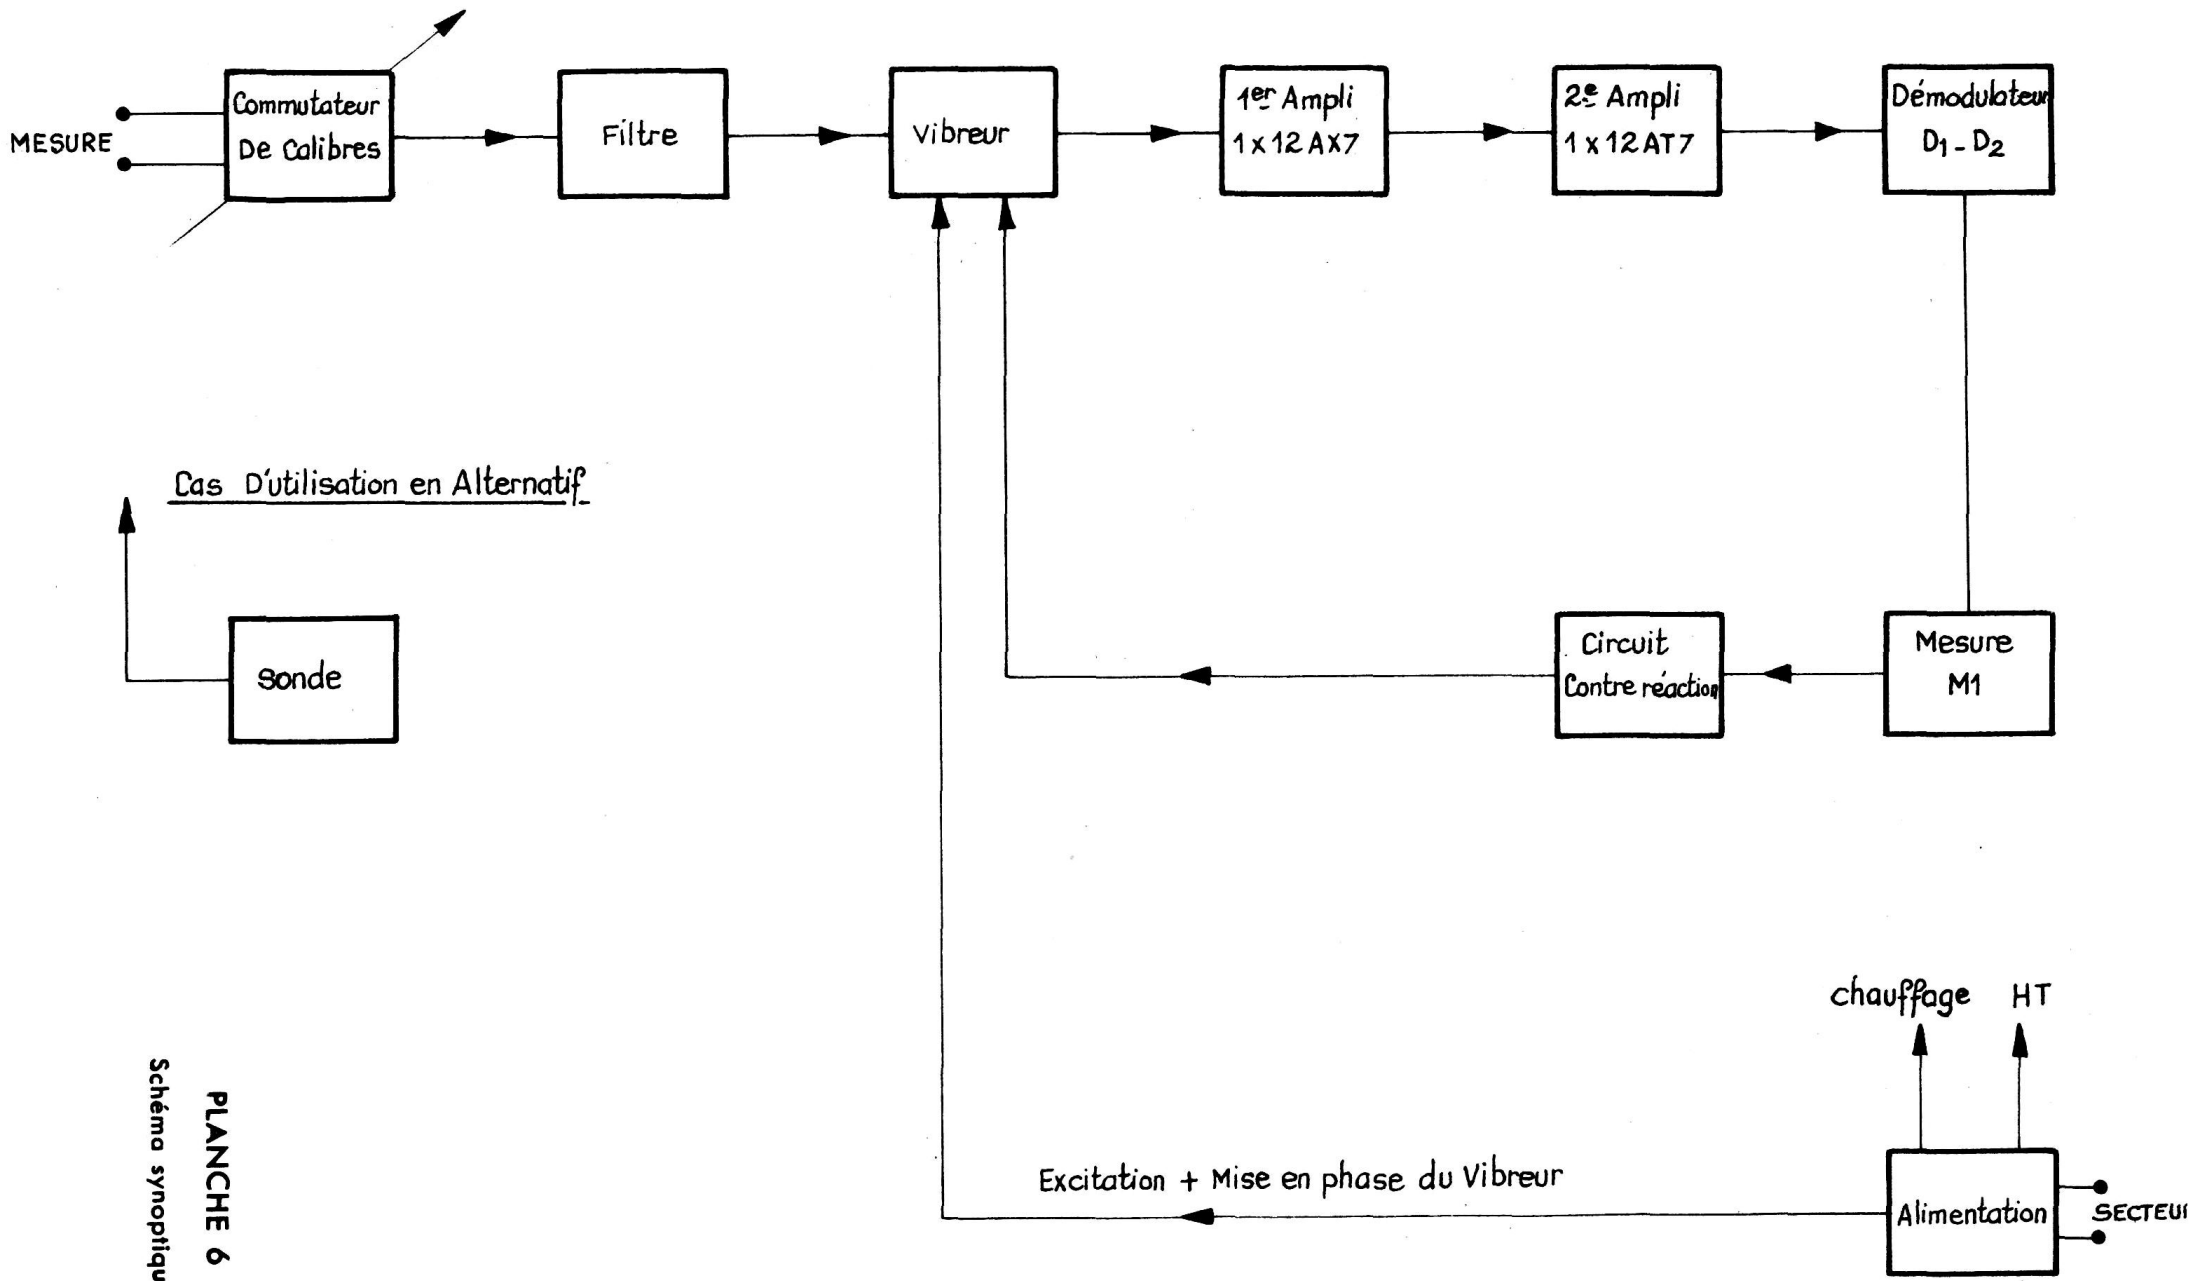 MESURE
Commutateur
De Calibres
Filtre
Vibreur
1er Ampli
1 x 12 AX7
2e Ampli
1 x 12 AT7
Démodulateur
D1 - D2
Cas D'utilisation en Alternatif
Sonde
Circuit
Contre réaction
Mesure
M1
chauffage HT
Excitation + Mise en phase du Vibreur
Alimentation
SECTEU
PLANCHE 6
Schéma synoptiqu